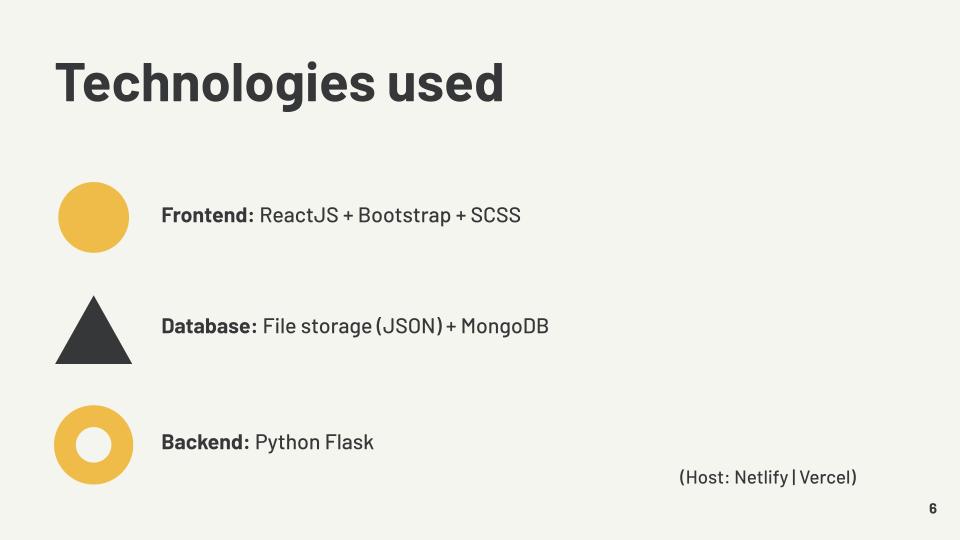 Technologies used
Frontend: ReactJS + Bootstrap + SCSS
Database: File storage (JSON) + MongoDB
Backend: Python Flask
(Host: Netlify | Vercel)
6